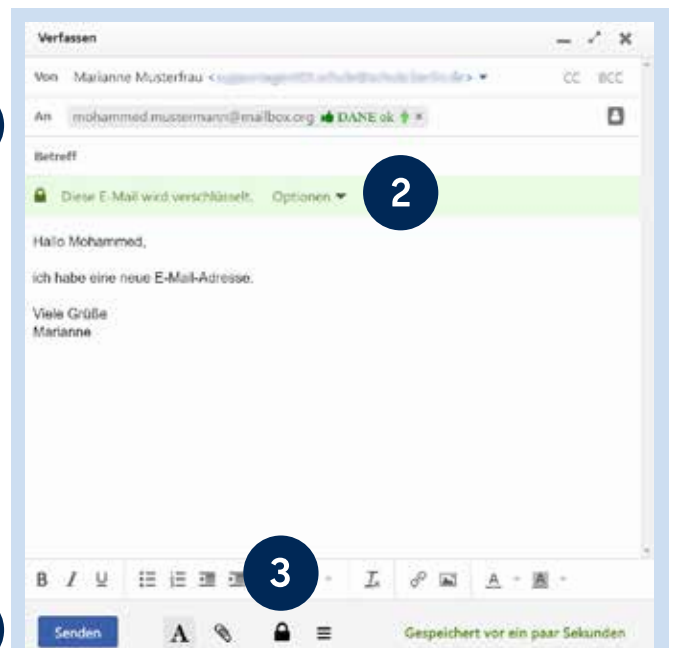 Verfassen
Von Marianne Musterfrau CC BCC
An mohammed.mustermann@mailbox.org DANE ok
Betreff
Diese E-Mail wird verschlüsselt. Optionen 2
Hallo Mohammed,
ich habe eine neue E-Mail-Adresse.
Viele Grüße
Marianne
B I U 3 A A
Senden A Gespeichert vor ein paar Sekunden